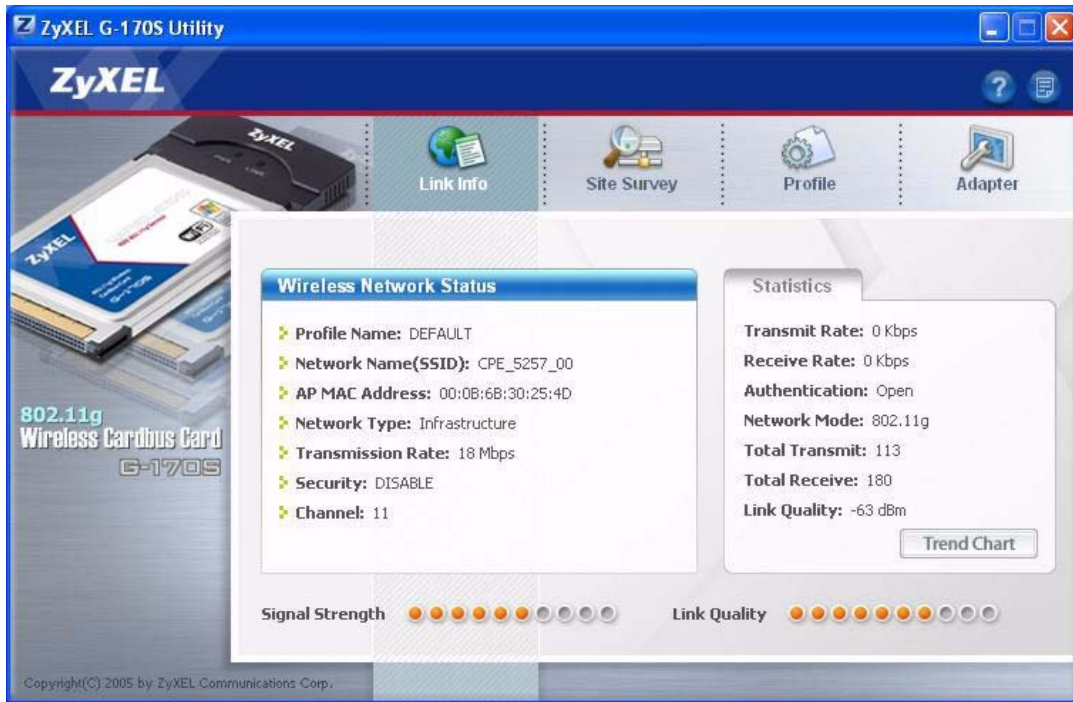 ZyXEL G-170S Utility
ZyXEL
Link Info
Site Survey
Profile
Adapter
ZyXEL
ZyXEL
WiFi
G-170S
802.11g
Wireless Cardbus Card
G-170S
Wireless Network Status
Profile Name: DEFAULT
Network Name(SSID): CPE_5257_00
AP MAC Address: 00:0B:6B:30:25:4D
Network Type: Infrastructure
Transmission Rate: 18 Mbps
Security: DISABLE
Channel: 11
Statistics
Transmit Rate: 0 Kbps
Receive Rate: 0 Kbps
Authentication: Open
Network Mode: 802.11g
Total Transmit: 113
Total Receive: 180
Link Quality: -63 dBm
Trend Chart
Signal Strength
Link Quality
Copyright(C) 2005 by ZyXEL Communications Corp.